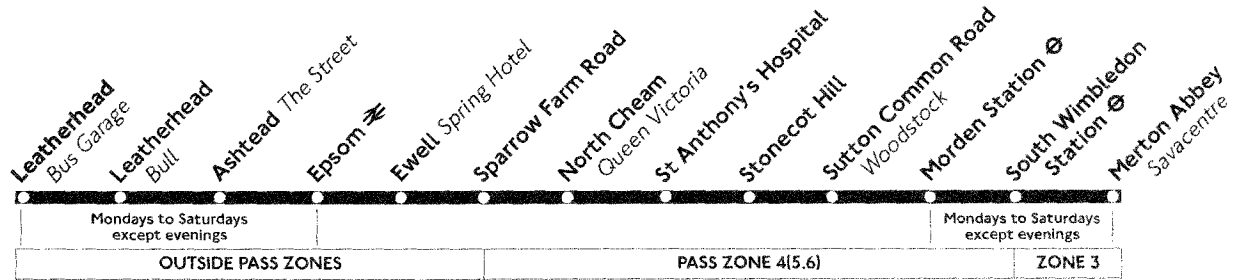 Leatherhead
Bus Garage
Leatherhead
Bull
Ashtead The Street
Epsom
Ewell Spring Hotel
Sparrow Farm Road
North Cheam
Queen Victoria
St Anthony's Hospital
Stonecot Hill
Sutton Common Road
Woodstock
Morden Station
South Wimbledon
Station
Merton Abbey
Savacentre
Mondays to Saturdays
except evenings
Mondays to Saturdays
except evenings
OUTSIDE PASS ZONES
PASS ZONE 4(5,6)
ZONE 3